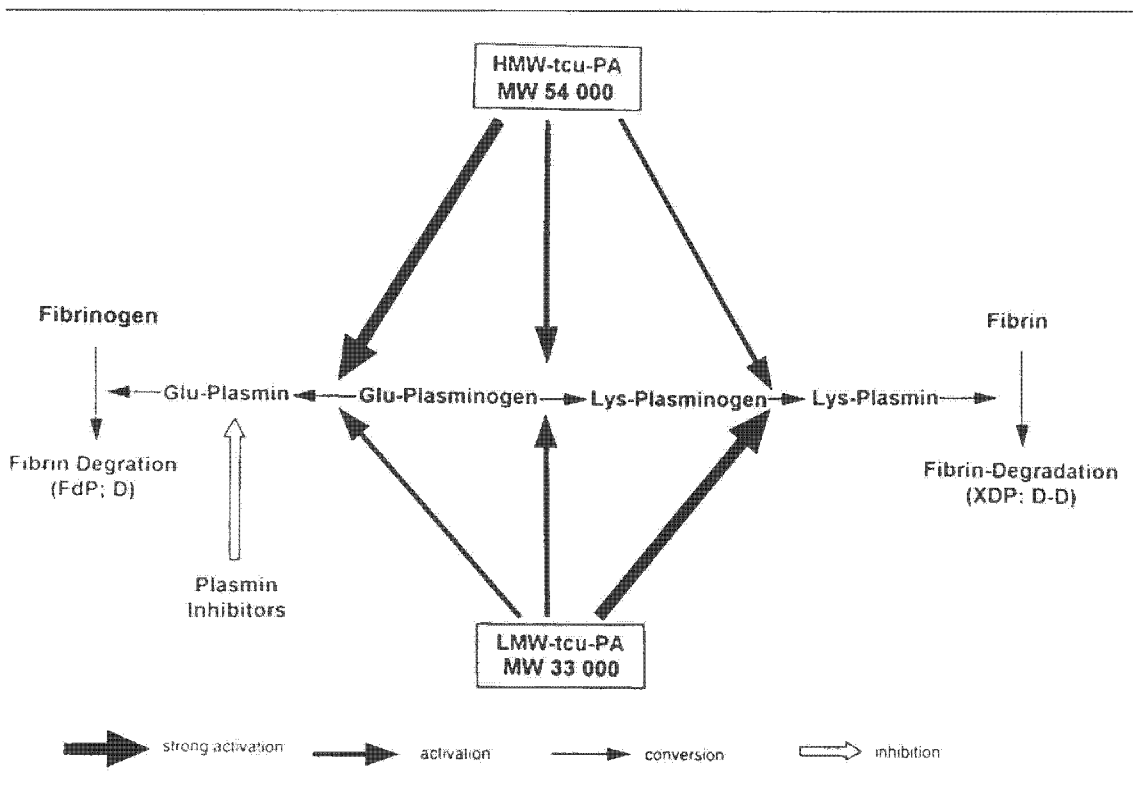 HMW-tcu-PA
MW 54 000
Fibrinogen
Fibrin
Glu-Plasmin
Glu-Plasminogen
Lys-Plasminogen
Lys-Plasmin
Fibrin Degration
(FdP; D)
Fibrin-Degradation
(XDP: D-D)
Plasmin
Inhibitors
LMW-tcu-PA
MW 33 000
strong activation
activation
conversion
inhibition